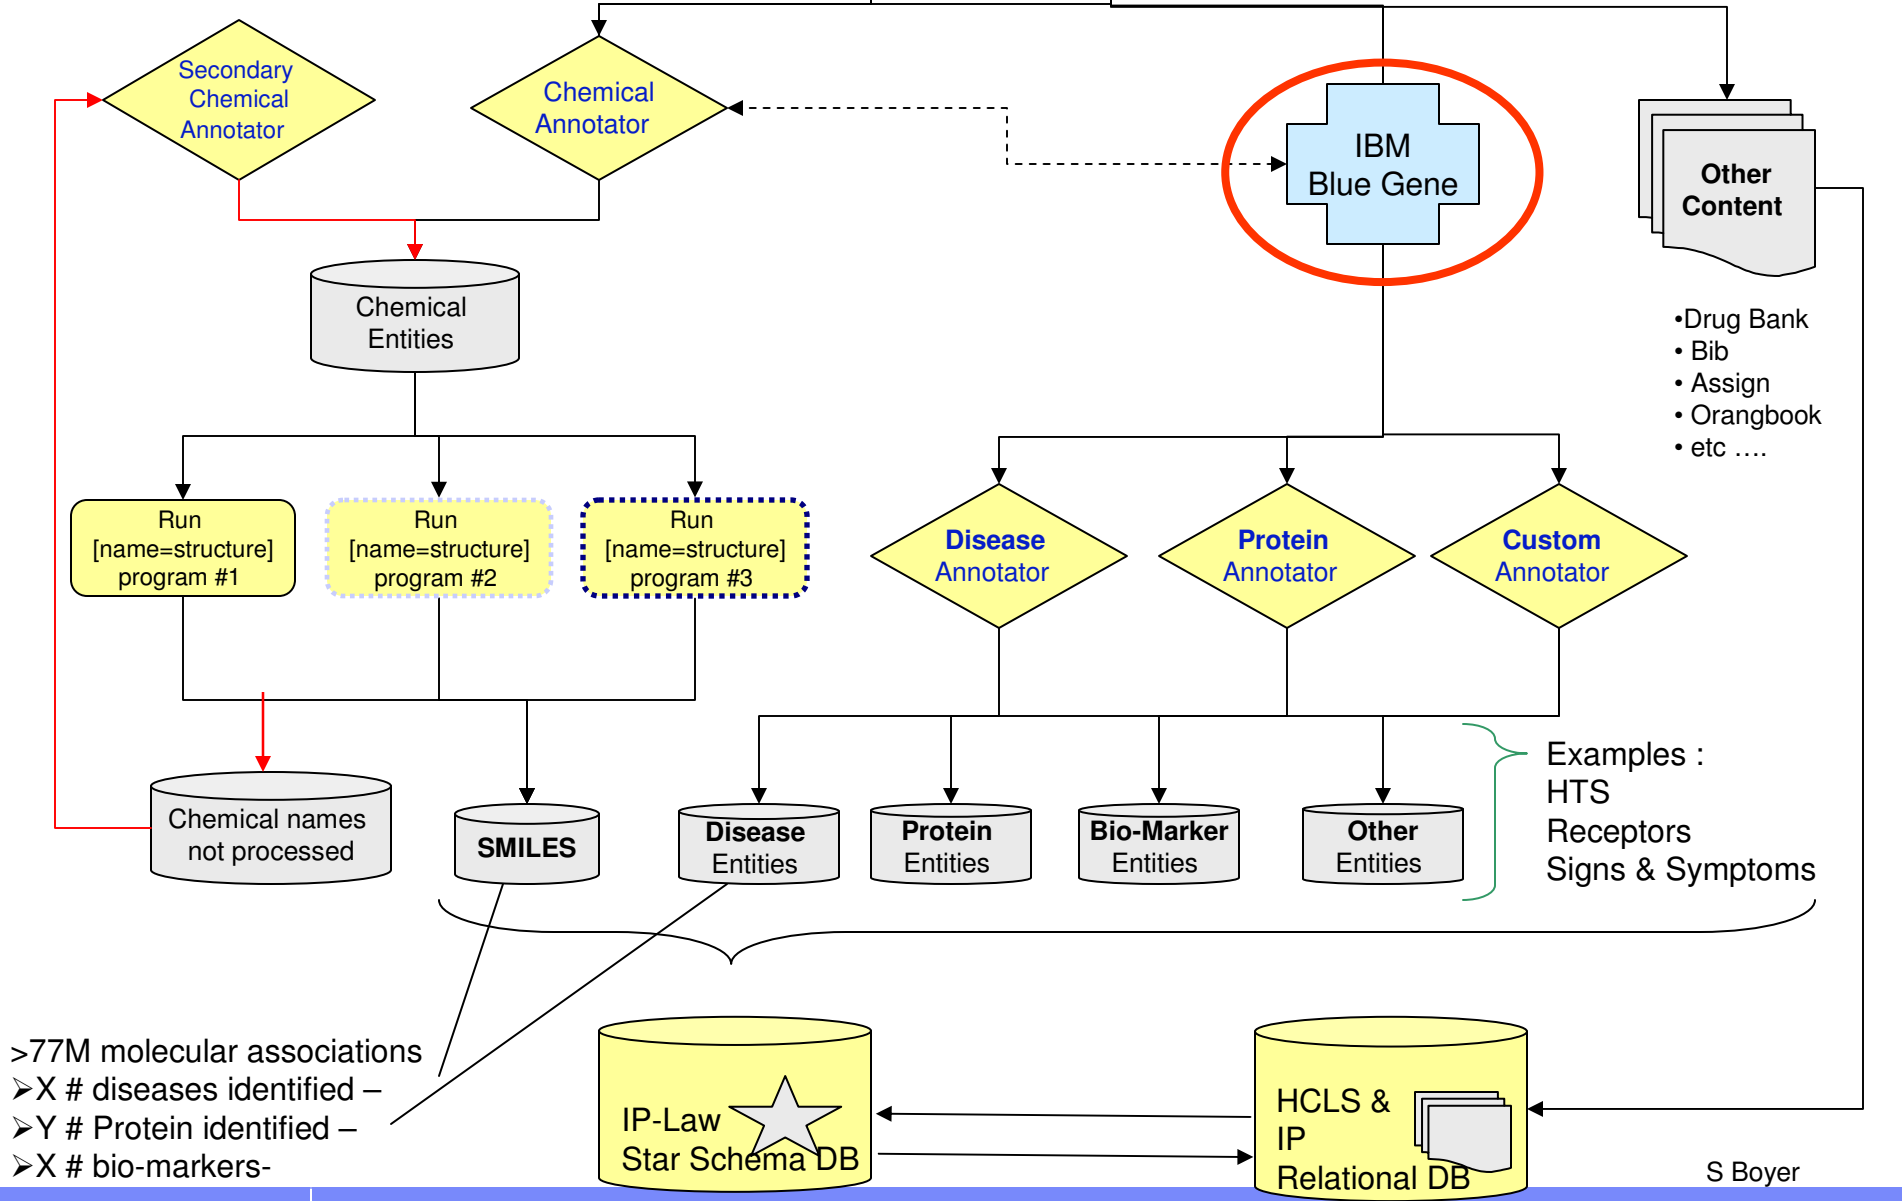 Secondary
Chemical
Annotator
Chemical
Annotator
IBM
Blue Gene
Other
Content
Chemical
Entities
•Drug Bank
• Bib
• Assign
• Orangbook
• etc ….
Run
[name=structure]
program #1
Run
[name=structure]
program #2
Run
[name=structure]
program #3
Disease
Annotator
Protein
Annotator
Custom
Annotator
Chemical names
not processed
SMILES
Disease
Entities
Protein
Entities
Bio-Marker
Entities
Other
Entities
Examples :
HTS
Receptors
Signs & Symptoms
>77M molecular associations
➢X # diseases identified –
➢Y # Protein identified –
➢X # bio-markers-
IP-Law
Star Schema DB
HCLS &
IP
Relational DB
S Boyer